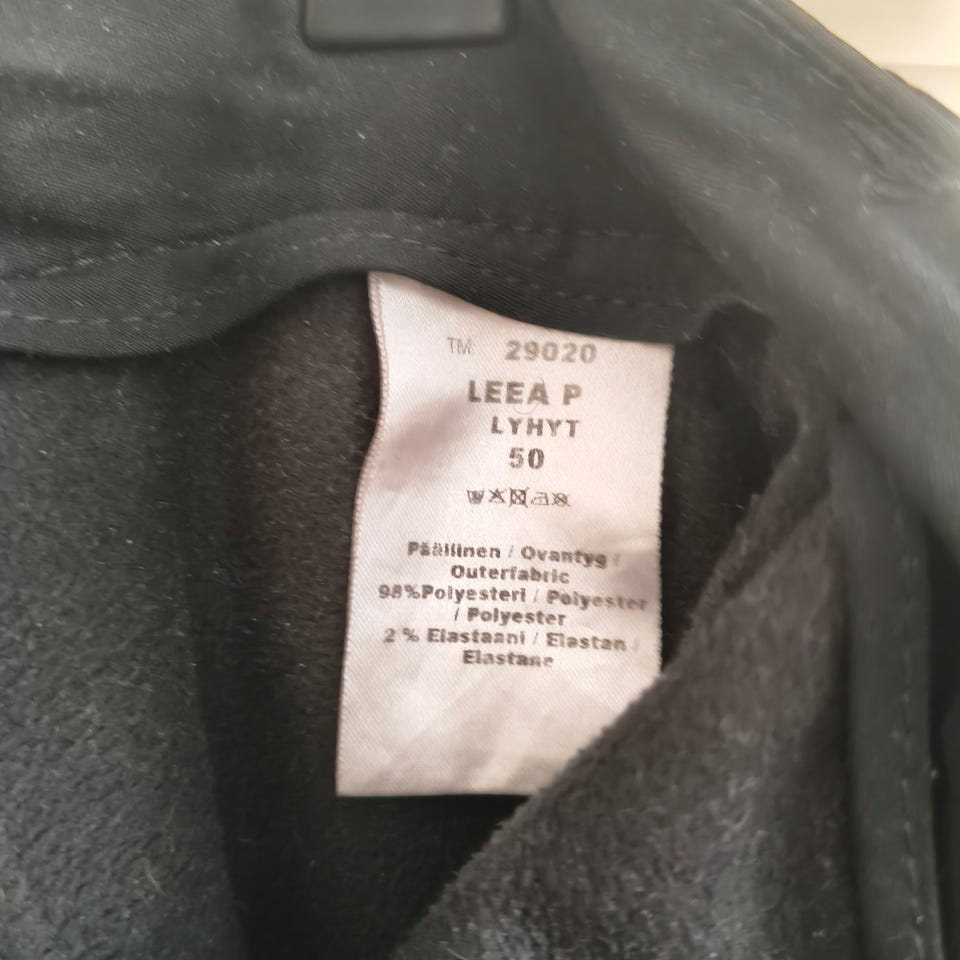 TM: 29020
LEEA P
LYHYT
50
Päällinen / Ovantyg /
Outerfabric
98%Polyesteri / Polyester
/ Polyester
2 % Elastaani / Elastan /
Elastane